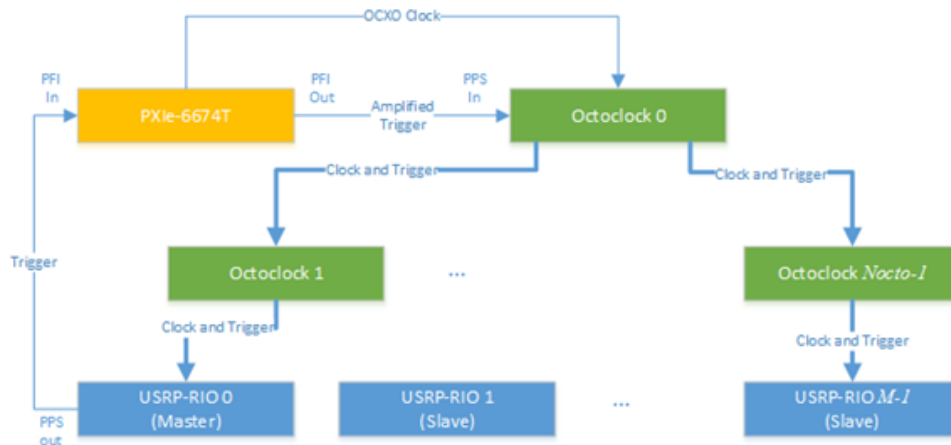 OCXO Clock
PFI
In
PFI
Out
PPS
In
PXIe-6674T
Amplified
Trigger
Octoclock 0
Clock and Trigger
Clock and Trigger
Trigger
Octoclock 1
...
Octoclock Nocto-1
Clock and Trigger
Clock and Trigger
USRP-RIO 0
(Master)
USRP-RIO 1
(Slave)
...
USRP-RIO M-1
(Slave)
PPS
out